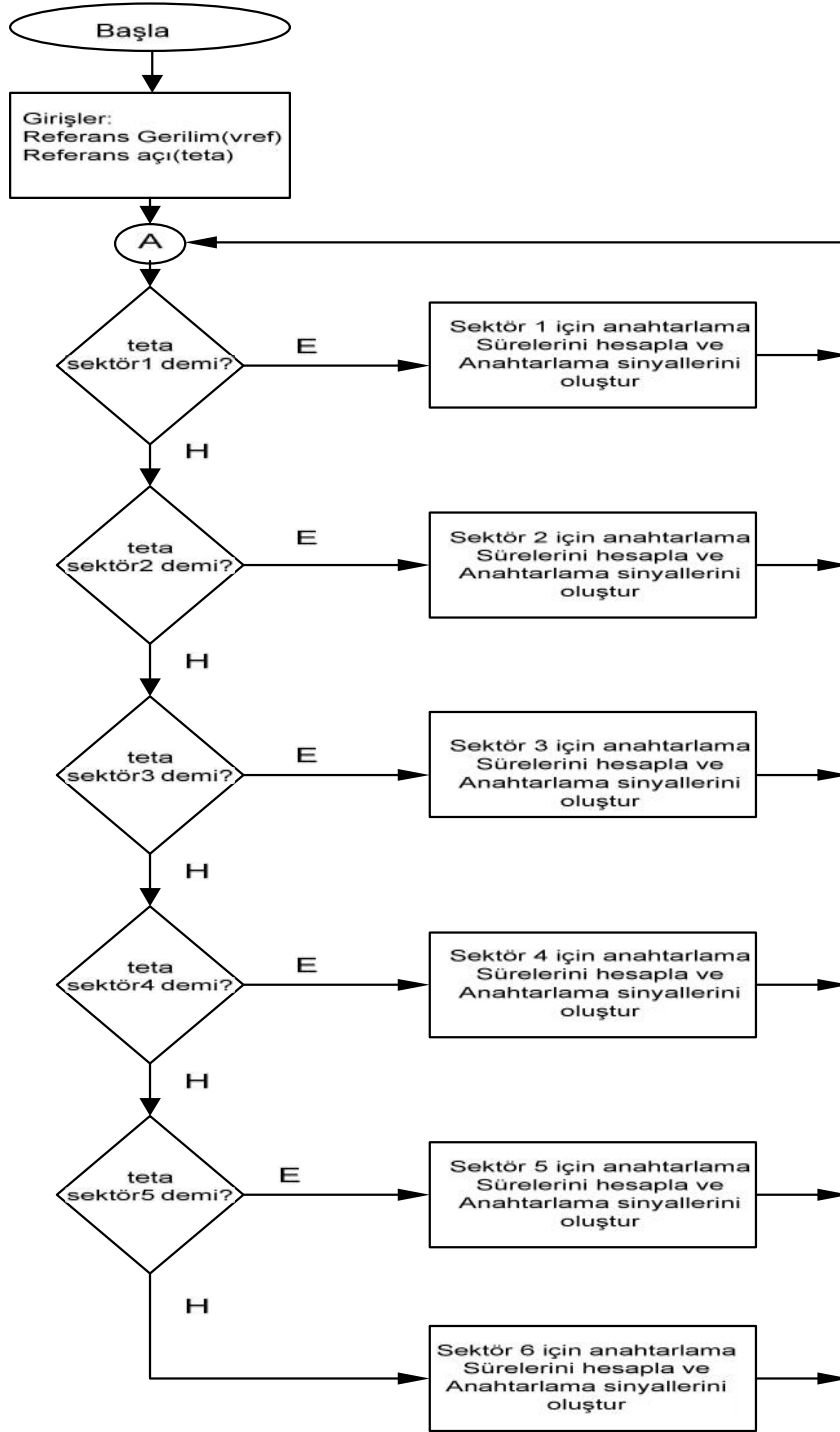 Başla
Girişler:
Referans Gerilim(vref)
Referans açı(teta)
A
teta
sektör1 demi?
E
Sektör 1 için anahtarlama
Sürelerini hesapla ve
Anahtarlama sinyallerini
oluştur
H
teta
sektör2 demi?
E
Sektör 2 için anahtarlama
Sürelerini hesapla ve
Anahtarlama sinyallerini
oluştur
H
teta
sektör3 demi?
E
Sektör 3 için anahtarlama
Sürelerini hesapla ve
Anahtarlama sinyallerini
oluştur
H
teta
sektör4 demi?
E
Sektör 4 için anahtarlama
Sürelerini hesapla ve
Anahtarlama sinyallerini
oluştur
H
teta
sektör5 demi?
E
Sektör 5 için anahtarlama
Sürelerini hesapla ve
Anahtarlama sinyallerini
oluştur
H
Sektör 6 için anahtarlama
Sürelerini hesapla ve
Anahtarlama sinyallerini
oluştur